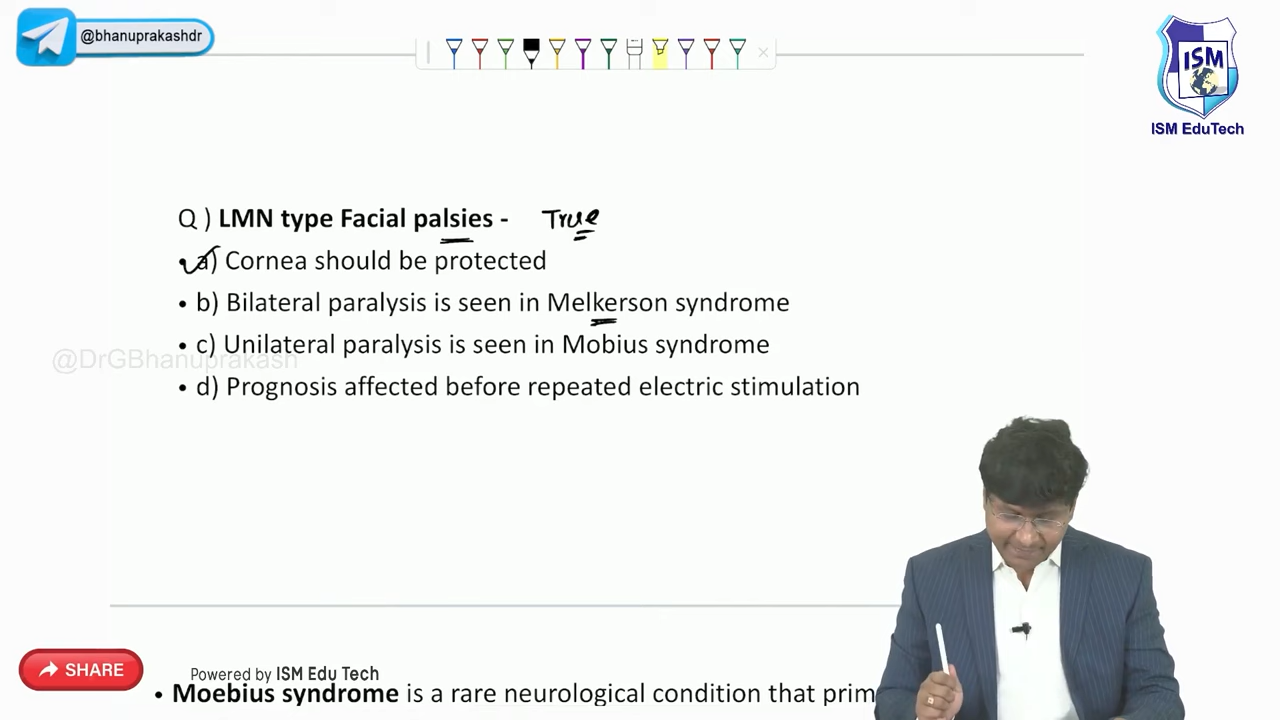 @bhanuprakashdr
ISM
ISM EduTech
Q ) LMN type Facial palsies - True
• a) Cornea should be protected
• b) Bilateral paralysis is seen in Melkerson syndrome
• c) Unilateral paralysis is seen in Mobius syndrome
@DrGBhanuprakash
• d) Prognosis affected before repeated electric stimulation
SHARE
Powered by ISM Edu Tech
• Moebius syndrome is a rare neurological condition that prim